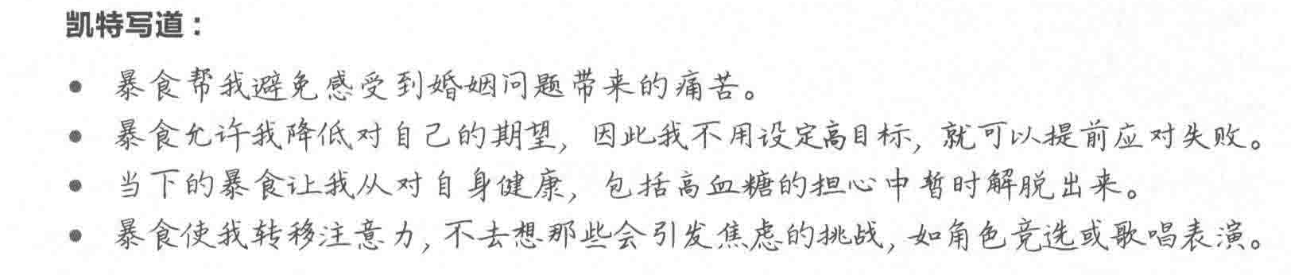 凯特写道：
● 暴食帮我避免感受到婚姻问题带来的痛苦。
● 暴食允许我降低对自己的期望，因此我不用设定高目标，就可以提前应对失败。
● 当下的暴食让我从对自身健康，包括高血糖的担心中暂时解脱出来。
● 暴食使我转移注意力，不去想那些会引发焦虑的挑战，如角色竞选或歌唱表演。